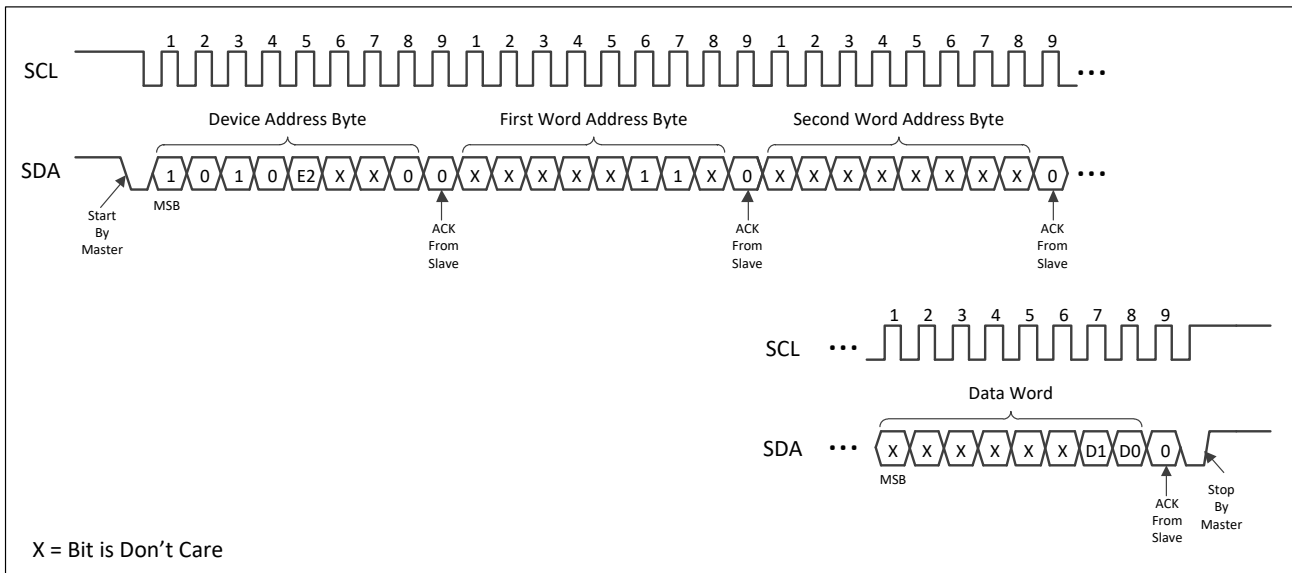 1 2 3 4 5 6 7 8 9 1 2 3 4 5 6 7 8 9 1 2 3 4 5 6 7 8 9
SCL •••
Device Address Byte First Word Address Byte Second Word Address Byte
SDA 1 0 1 0 E2 X X 0 0 X X X X X 1 1 X 0 X X X X X X X X 0 •••
MSB
Start
By
Master
ACK
From
Slave
ACK
From
Slave
ACK
From
Slave
1 2 3 4 5 6 7 8 9
SCL •••
Data Word
SDA ••• X X X X X X D1 D0 0
MSB
ACK
From
Slave
Stop
By
Master
X = Bit is Don’t Care